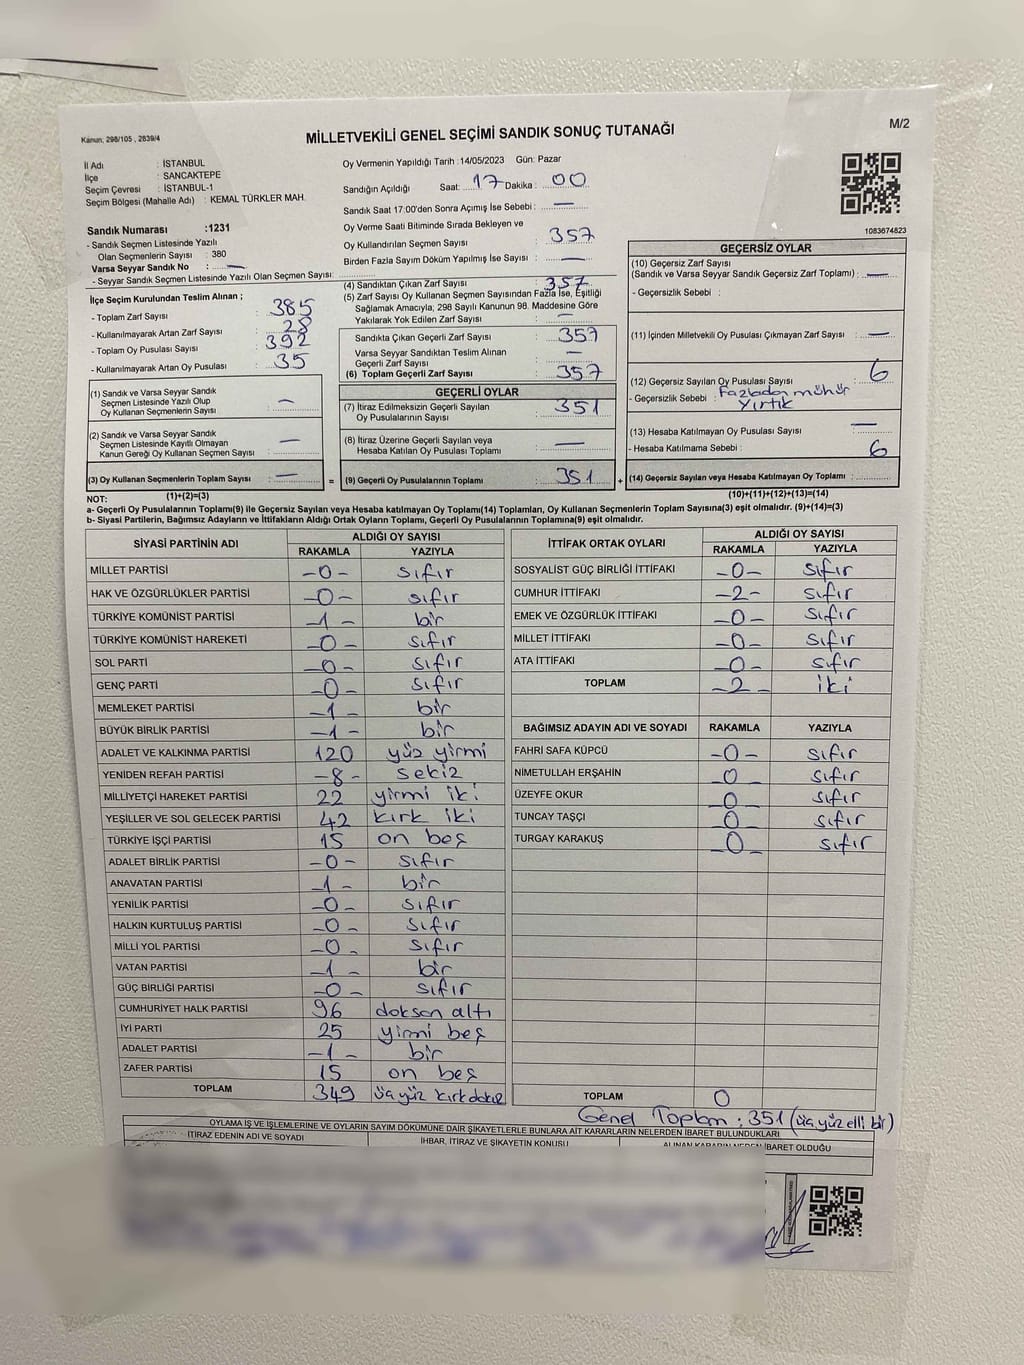 Kanun; 298/105 , 2839/4
MİLLETVEKİLİ GENEL SEÇİMİ SANDIK SONUÇ TUTANAĞI
M/2
İl Adı : İSTANBUL
İlçe : SANCAKTEPE
Seçim Çevresi : İSTANBUL-1
Seçim Bölgesi (Mahalle Adı) : KEMAL TÜRKLER MAH.
Sandık Numarası :1231
- Sandık Seçmen Listesinde Yazılı
Olan Seçmenlerin Sayısı : 380
Varsa Seyyar Sandık No : —
- Seyyar Sandık Seçmen Listesinde Yazılı Olan Seçmen Sayısı:
İlçe Seçim Kurulundan Teslim Alınan ;
- Toplam Zarf Sayısı : 385
- Kullanılmayarak Artan Zarf Sayısı : 28
- Toplam Oy Pusulası Sayısı : 392
- Kullanılmayarak Artan Oy Pusulası : 35
(1) Sandık ve Varsa Seyyar Sandık
Seçmen Listesinde Yazılı Olup
Oy Kullanan Seçmenlerin Sayısı : —
(2) Sandık ve Varsa Seyyar Sandık
Seçmen Listesinde Kayıtlı Olmayan
Kanun Gereği Oy Kullanan Seçmen Sayısı : —
(3) Oy Kullanan Seçmenlerin Toplam Sayısı : —
Oy Vermenin Yapıldığı Tarih :14/05/2023 Gün: Pazar
Sandığın Açıldığı Saat: 17 Dakika : 00
Sandık Saat 17:00'den Sonra Açımış İse Sebebi : —
Oy Verme Saati Bitiminde Sırada Bekleyen ve
Oy Kullandırılan Seçmen Sayısı : 357
Birden Fazla Sayım Döküm Yapılmış İse Sayısı : —
(4) Sandıktan Çıkan Zarf Sayısı : 357
(5) Zarf Sayısı Oy Kullanan Seçmen Sayısından Fazla İse, Eşitliği
Sağlamak Amacıyla; 298 Sayılı Kanunun 98. Maddesine Göre
Yakılarak Yok Edilen Zarf Sayısı : —
Sandıkta Çıkan Geçerli Zarf Sayısı : 357
Varsa Seyyar Sandıktan Teslim Alınan
Geçerli Zarf Sayısı : —
(6) Toplam Geçerli Zarf Sayısı : 357
GEÇERLİ OYLAR
(7) İtiraz Edilmeksizin Geçerli Sayılan
Oy Pusulalarının Sayısı : 351
(8) İtiraz Üzerine Geçerli Sayılan veya
Hesaba Katılan Oy Pusulası Toplamı : —
= (9) Geçerli Oy Pusulalarının Toplamı : 351 +
1083674823
GEÇERSİZ OYLAR
(10) Geçersiz Zarf Sayısı
(Sandık ve Varsa Seyyar Sandık Geçersiz Zarf Toplamı) : —
- Geçersizlik Sebebi :
(11) İçinden Milletvekili Oy Pusulası Çıkmayan Zarf Sayısı : —
(12) Geçersiz Sayılan Oy Pusulası Sayısı : 6
- Geçersizlik Sebebi : Fazladan mühür
Yırtık
(13) Hesaba Katılmayan Oy Pusulası Sayısı : —
- Hesaba Katılmama Sebebi : 6
(14) Geçersiz Sayılan veya Hesaba Katılmayan Oy Toplamı :
NOT: (1)+(2)=(3) (10)+(11)+(12)+(13)=(14)
a- Geçerli Oy Pusulalarının Toplamı(9) ile Geçersiz Sayılan veya Hesaba katılmayan Oy Toplamı(14) Toplamları, Oy Kullanan Seçmenlerin Toplam Sayısına(3) eşit olmalıdır. (9)+(14)=(3)
b- Siyasi Partilerin, Bağımsız Adayların ve İttifakların Aldığı Ortak Oyların Toplamı, Geçerli Oy Pusulalarının Toplamına(9) eşit olmalıdır.
SİYASİ PARTİNİN ADI ALDIĞI OY SAYISI
RAKAMLA YAZIYLA
MİLLET PARTİSİ -0- sıfır
HAK VE ÖZGÜRLÜKLER PARTİSİ -0- sıfır
TÜRKİYE KOMÜNİST PARTİSİ -1- bir
TÜRKİYE KOMÜNİST HAREKETİ -0- sıfır
SOL PARTİ -0- sıfır
GENÇ PARTİ -0- sıfır
MEMLEKET PARTİSİ -1- bir
BÜYÜK BİRLİK PARTİSİ -1- bir
ADALET VE KALKINMA PARTİSİ 120 yüz yirmi
YENİDEN REFAH PARTİSİ -8- sekiz
MİLLİYETÇİ HAREKET PARTİSİ 22 yirmi iki
YEŞİLLER VE SOL GELECEK PARTİSİ 42 kırk iki
TÜRKİYE İŞÇİ PARTİSİ 15 on beş
ADALET BİRLİK PARTİSİ -0- sıfır
ANAVATAN PARTİSİ -1- bir
YENİLİK PARTİSİ -0- sıfır
HALKIN KURTULUŞ PARTİSİ -0- sıfır
MİLLİ YOL PARTİSİ -0- sıfır
VATAN PARTİSİ -1- bir
GÜÇ BİRLİĞİ PARTİSİ -0- sıfır
CUMHURİYET HALK PARTİSİ 96 doksan altı
İYİ PARTİ 25 yirmi beş
ADALET PARTİSİ -1- bir
ZAFER PARTİSİ 15 on beş
TOPLAM 349 üçyüz kırkdokuz
İTTİFAK ORTAK OYLARI ALDIĞI OY SAYISI
RAKAMLA YAZIYLA
SOSYALİST GÜÇ BİRLİĞİ İTTİFAKI -0- sıfır
CUMHUR İTTİFAKI -2- sıfır
EMEK VE ÖZGÜRLÜK İTTİFAKI -0- sıfır
MİLLET İTTİFAKI -0- sıfır
ATA İTTİFAKI -0- sıfır
TOPLAM -2- iki
BAĞIMSIZ ADAYIN ADI VE SOYADI RAKAMLA YAZIYLA
FAHRİ SAFA KÜPCÜ -0- sıfır
NİMETULLAH ERŞAHİN -0- sıfır
ÜZEYFE OKUR -0- sıfır
TUNCAY TAŞÇI -0- sıfır
TURGAY KARAKUŞ -0- sıfır
TOPLAM 0
Genel Toplam : 351 (üçyüz elli bir)
OYLAMA İŞ VE İŞLEMLERİNE VE OYLARIN SAYIM DÖKÜMÜNE DAİR ŞİKAYETLERLE BUNLARA AİT KARARLARIN NELERDEN İBARET BULUNDUKLARI
İTİRAZ EDENİN ADI VE SOYADI İHBAR, İTİRAZ VE ŞİKAYETİN KONUSU ALINAN KARARIN NEDEN İBARET OLDUĞU